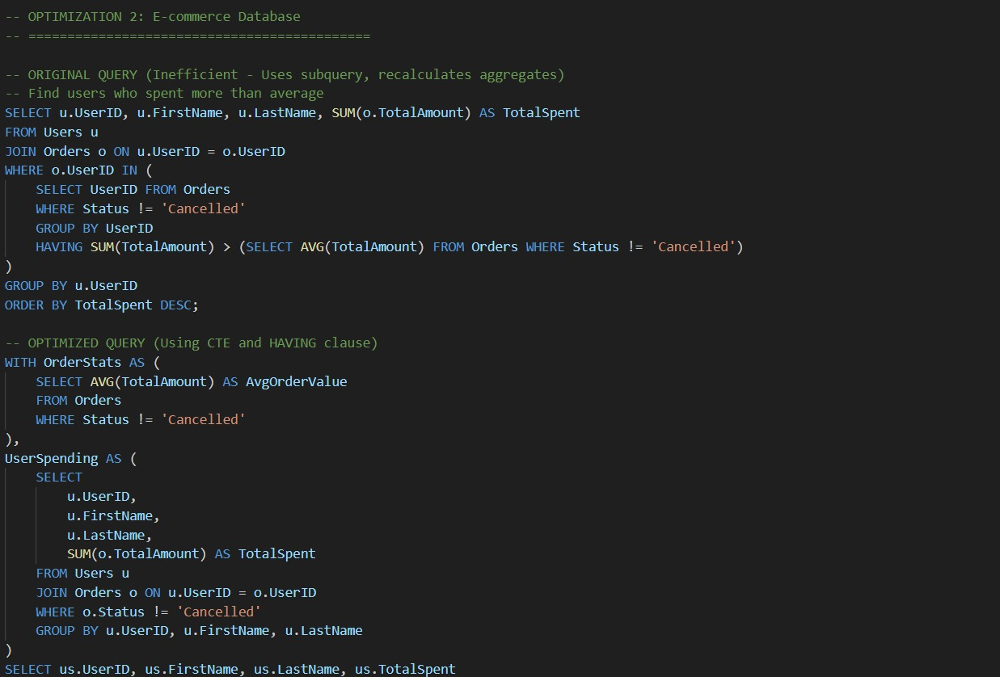 -- OPTIMIZATION 2: E-commerce Database
-- ============================================
-- ORIGINAL QUERY (Inefficient - Uses subquery, recalculates aggregates)
-- Find users who spent more than average
SELECT u.UserID, u.FirstName, u.LastName, SUM(o.TotalAmount) AS TotalSpent
FROM Users u
JOIN Orders o ON u.UserID = o.UserID
WHERE o.UserID IN (
    SELECT UserID FROM Orders
    WHERE Status != 'Cancelled'
    GROUP BY UserID
    HAVING SUM(TotalAmount) > (SELECT AVG(TotalAmount) FROM Orders WHERE Status != 'Cancelled')
)
GROUP BY u.UserID
ORDER BY TotalSpent DESC;
-- OPTIMIZED QUERY (Using CTE and HAVING clause)
WITH OrderStats AS (
    SELECT AVG(TotalAmount) AS AvgOrderValue
    FROM Orders
    WHERE Status != 'Cancelled'
),
UserSpending AS (
    SELECT
        u.UserID,
        u.FirstName,
        u.LastName,
        SUM(o.TotalAmount) AS TotalSpent
    FROM Users u
    JOIN Orders o ON u.UserID = o.UserID
    WHERE o.Status != 'Cancelled'
    GROUP BY u.UserID, u.FirstName, u.LastName
)
SELECT us.UserID, us.FirstName, us.LastName, us.TotalSpent